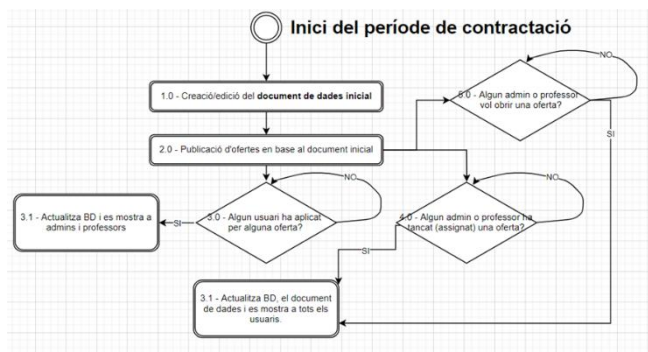 Inici del període de contractació
1.0 - Creació/edició del document de dades inicial
NO
5.0 - Algun admin o professor
vol obrir una oferta?
2.0 - Publicació d'ofertes en base al document inicial
SI
NO
NO
3.1 - Actualitza BD i es mostra a
admins i professors
SI
3.0 - Algun usuari ha aplicat
per alguna oferta?
4.0 - Algun admin o professor ha
tancat (assignat) una oferta?
SI
3.1 - Actualitza BD, el document
de dades i es mostra a tots els
usuaris.